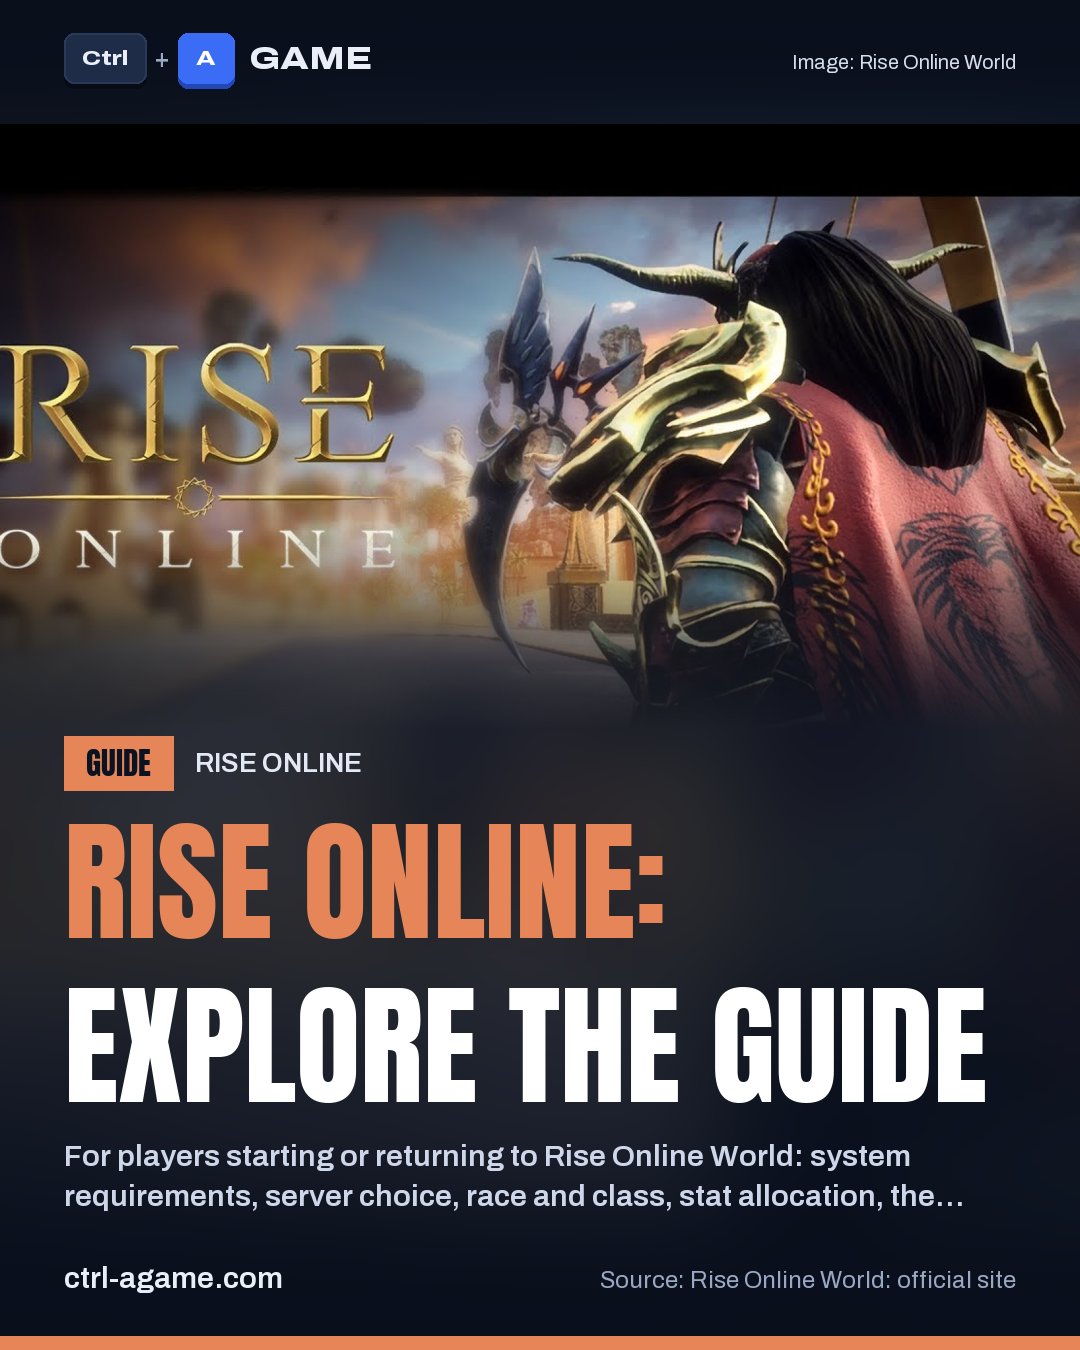 Ctrl + A GAME
Image: Rise Online World
RISE
ONLINE
GUIDE RISE ONLINE
RISE ONLINE:
EXPLORE THE GUIDE
For players starting or returning to Rise Online World: system
requirements, server choice, race and class, stat allocation, the...
ctrl-agame.com
Source: Rise Online World: official site